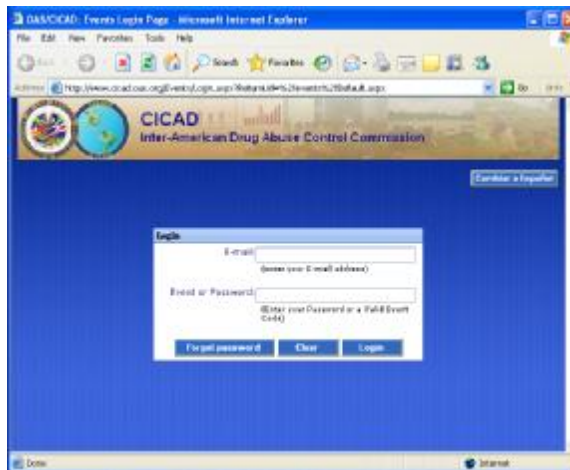 OAS/CICAD: Events Login Page - Microsoft Internet Explorer
File Edit View Favorites Tools Help
Search Favorites
Address Go
CICAD
Inter-American Drug Abuse Control Commission
Cambiar a Español
Login
E-mail
(enter your E-mail address)
Event or Password
(Enter your Password or a Valid Event
Code)
Forgot password Clear Login
Done Internet